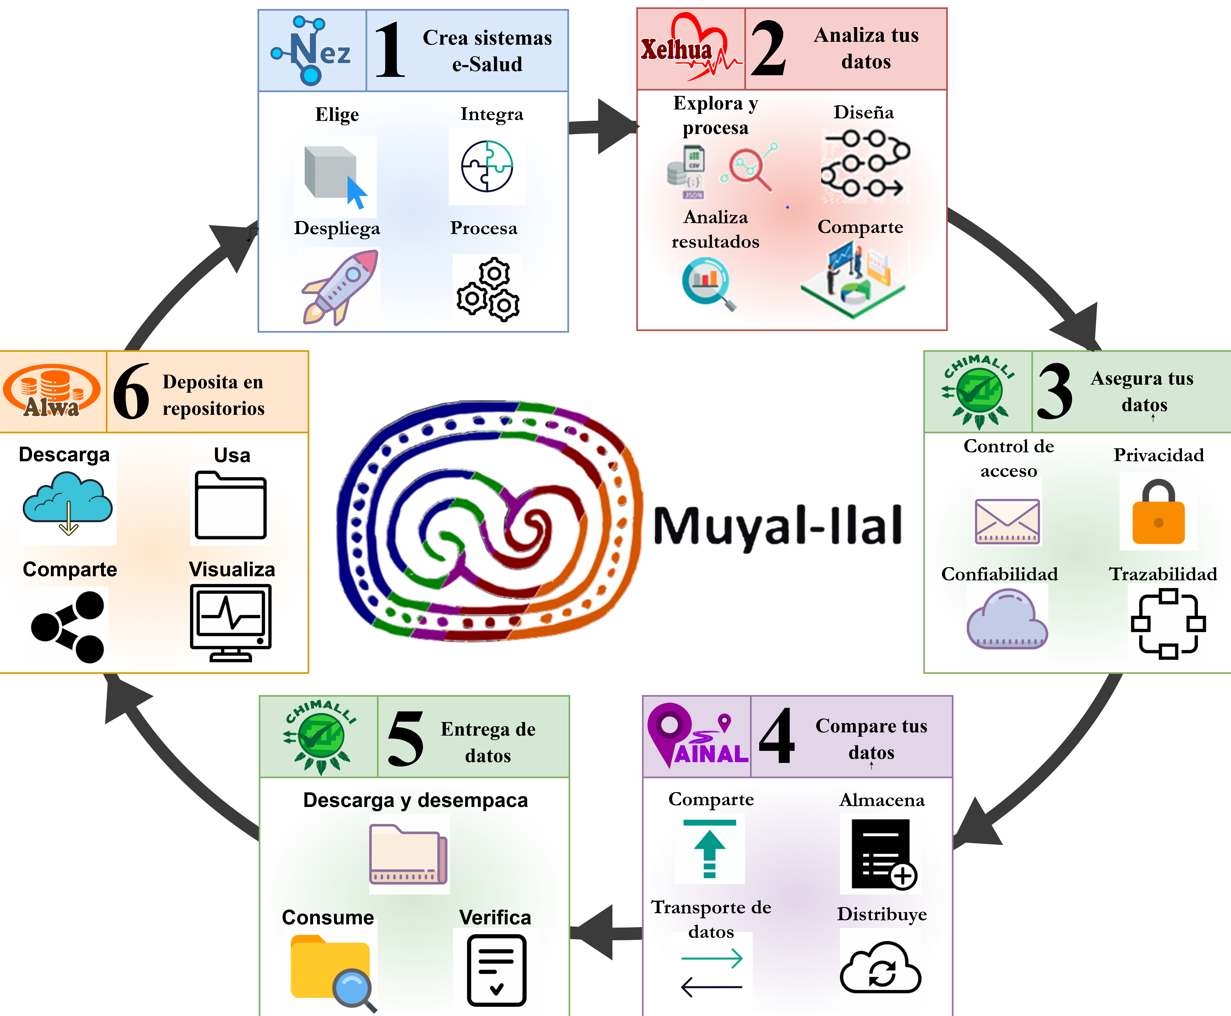 Nez
1
Crea sistemas
e-Salud
Elige
Integra
Despliega
Procesa
Xelhua
2
Analiza tus
datos
Explora y
procesa
CSV
{;}
JSON
Diseña
Analiza
resultados
Comparte
CHIMALLI
3
Asegura tus
datos
Control de
acceso
Privacidad
Confiabilidad
Trazabilidad
AINAL
4
Compare tus
datos
Comparte
Almacena
Transporte de
datos
Distribuye
CHIMALLI
5
Entrega de
datos
Descarga y desempaca
Consume
Verifica
Alwa
6
Deposita en
repositorios
Descarga
Usa
Comparte
Visualiza
Muyal-Ilal